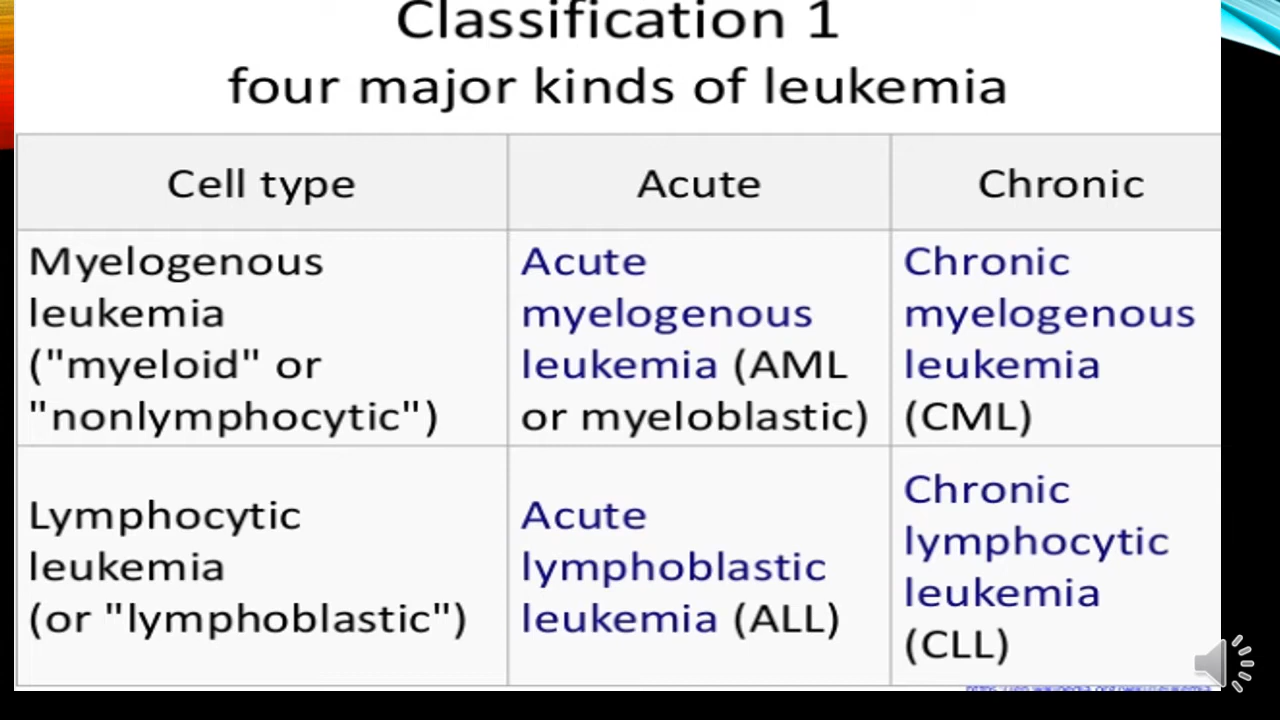 Classification 1
four major kinds of leukemia
Cell type
Acute
Chronic
Myelogenous
leukemia
("myeloid" or
"nonlymphocytic")
Acute
myelogenous
leukemia (AML
or myeloblastic)
Chronic
myelogenous
leukemia
(CML)
Lymphocytic
leukemia
(or "lymphoblastic")
Acute
lymphoblastic
leukemia (ALL)
Chronic
lymphocytic
leukemia
(CLL)